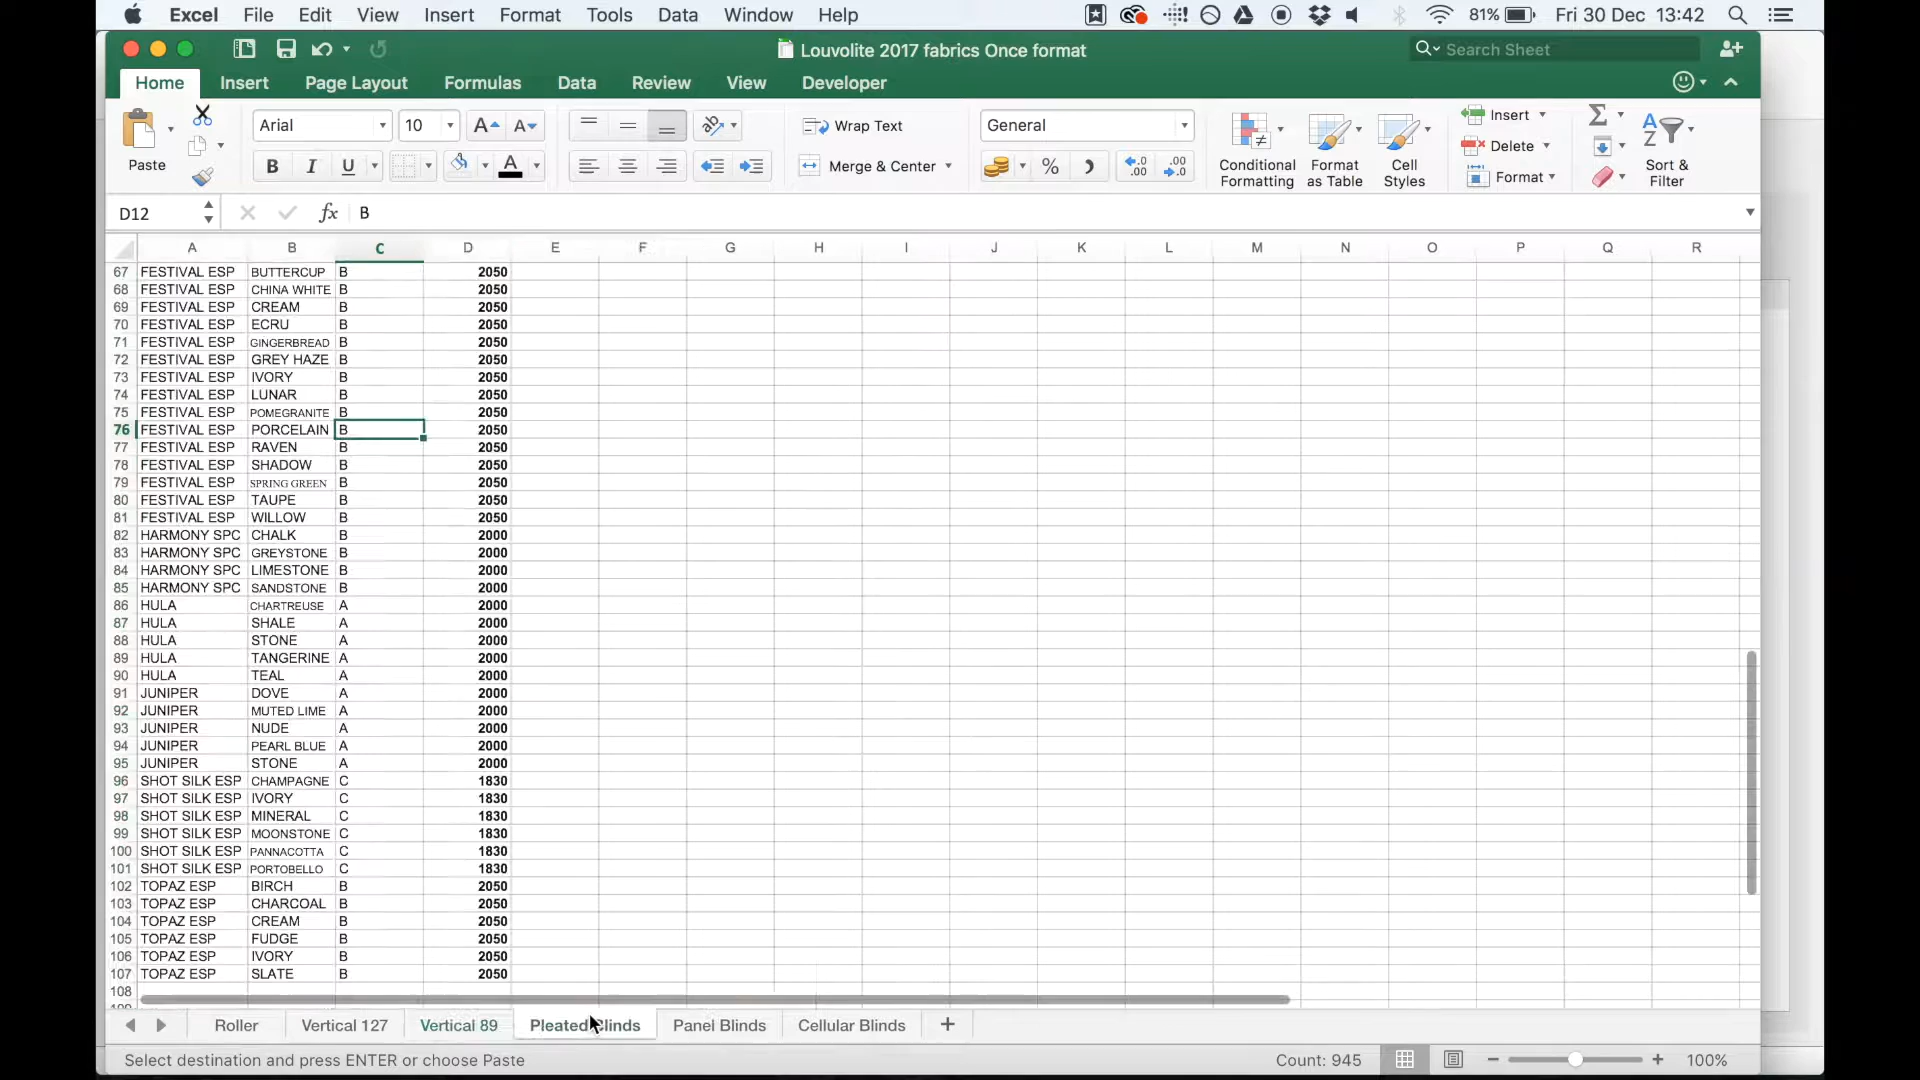 Excel File Edit View Insert Format Tools Data Window Help 81% Fri 30 Dec 13:42
Louvolite 2017 fabrics Once format Search Sheet
Home Insert Page Layout Formulas Data Review View Developer
Paste Arial 10 Wrap Text General Conditional Formatting Format as Table Cell Styles Insert Delete Format Sort & Filter
B I U A Merge & Center %
D12 fx B
A B C D E F G H I J K L M N O P Q R
67 FESTIVAL ESP BUTTERCUP B 2050
68 FESTIVAL ESP CHINA WHITE B 2050
69 FESTIVAL ESP CREAM B 2050
70 FESTIVAL ESP ECRU B 2050
71 FESTIVAL ESP GINGERBREAD B 2050
72 FESTIVAL ESP GREY HAZE B 2050
73 FESTIVAL ESP IVORY B 2050
74 FESTIVAL ESP LUNAR B 2050
75 FESTIVAL ESP POMEGRANITE B 2050
76 FESTIVAL ESP PORCELAIN B 2050
77 FESTIVAL ESP RAVEN B 2050
78 FESTIVAL ESP SHADOW B 2050
79 FESTIVAL ESP SPRING GREEN B 2050
80 FESTIVAL ESP TAUPE B 2050
81 FESTIVAL ESP WILLOW B 2050
82 HARMONY SPC CHALK B 2000
83 HARMONY SPC GREYSTONE B 2000
84 HARMONY SPC LIMESTONE B 2000
85 HARMONY SPC SANDSTONE B 2000
86 HULA CHARTREUSE A 2000
87 HULA SHALE A 2000
88 HULA STONE A 2000
89 HULA TANGERINE A 2000
90 HULA TEAL A 2000
91 JUNIPER DOVE A 2000
92 JUNIPER MUTED LIME A 2000
93 JUNIPER NUDE A 2000
94 JUNIPER PEARL BLUE A 2000
95 JUNIPER STONE A 2000
96 SHOT SILK ESP CHAMPAGNE C 1830
97 SHOT SILK ESP IVORY C 1830
98 SHOT SILK ESP MINERAL C 1830
99 SHOT SILK ESP MOONSTONE C 1830
100 SHOT SILK ESP PANNACOTTA C 1830
101 SHOT SILK ESP PORTOBELLO C 1830
102 TOPAZ ESP BIRCH B 2050
103 TOPAZ ESP CHARCOAL B 2050
104 TOPAZ ESP CREAM B 2050
105 TOPAZ ESP FUDGE B 2050
106 TOPAZ ESP IVORY B 2050
107 TOPAZ ESP SLATE B 2050
108
Roller Vertical 127 Vertical 89 Pleated Blinds Panel Blinds Cellular Blinds +
Select destination and press ENTER or choose Paste Count: 945 100%